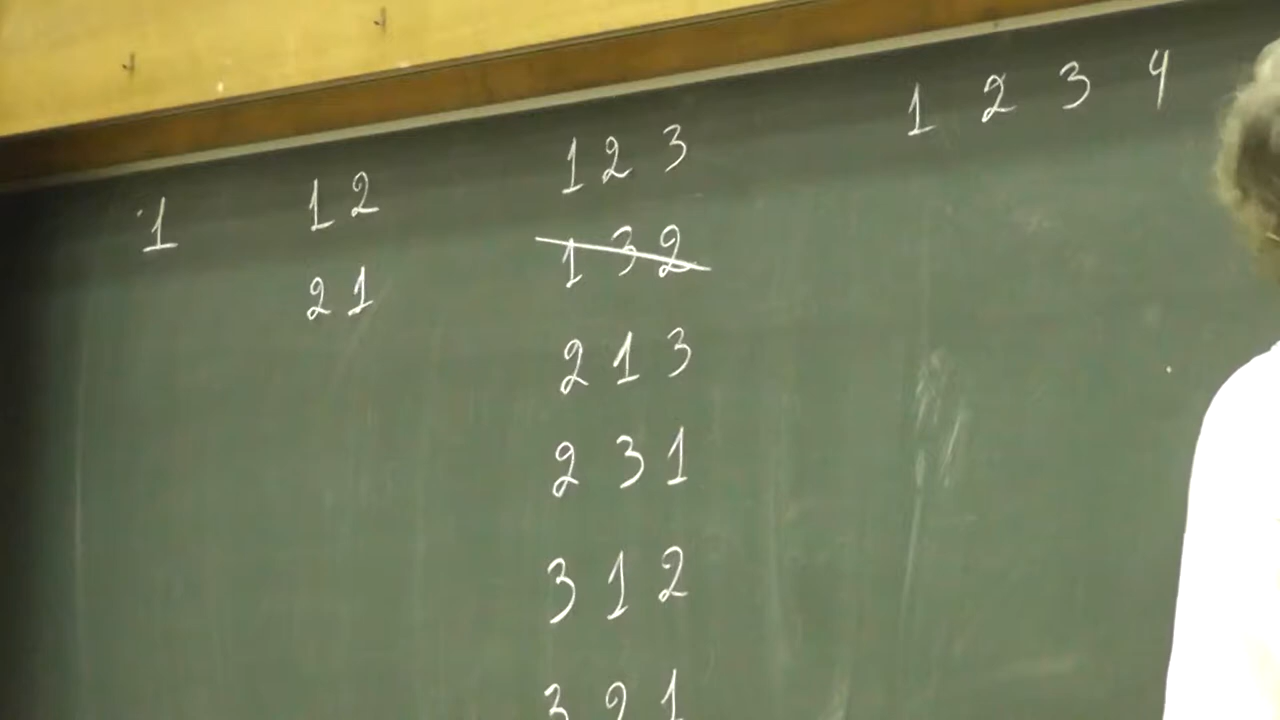 1
1 2
2 1
1 2 3
1 3 2
2 1 3
2 3 1
3 1 2
3 2 1
1 2 3 4